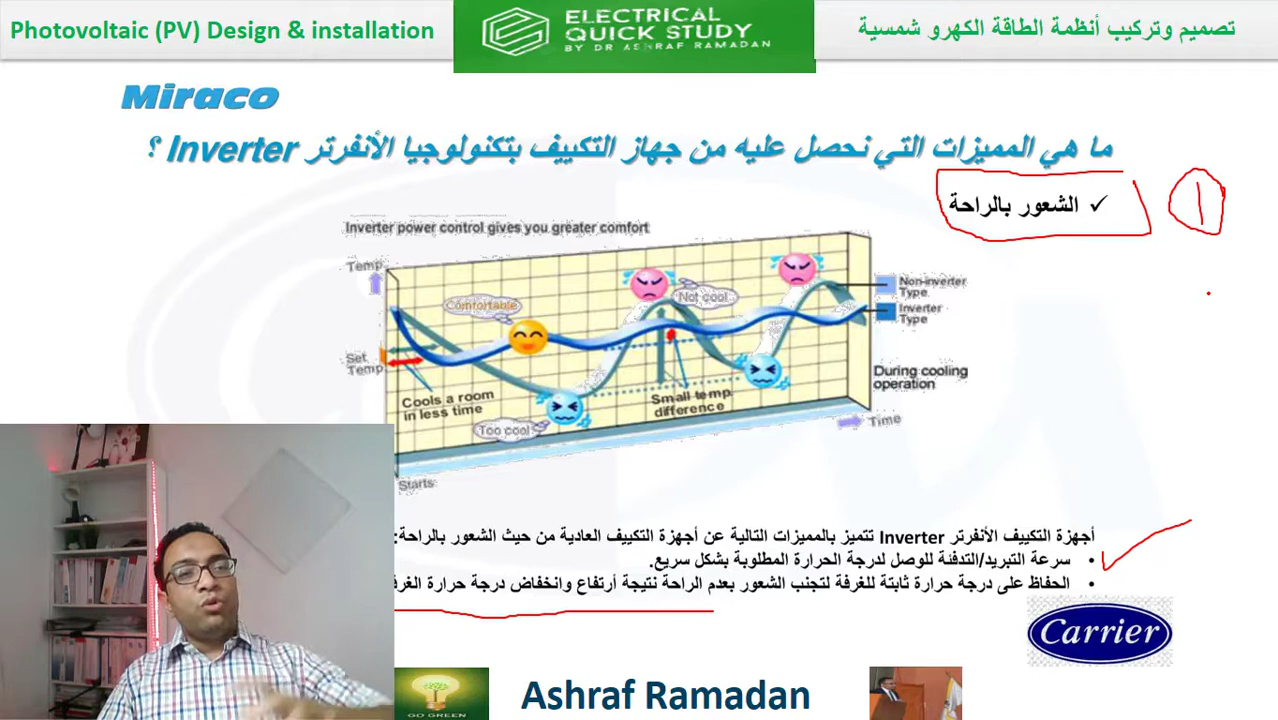 Photovoltaic (PV) Design & installation
ELECTRICAL
QUICK STUDY
BY DR ASHRAF RAMADAN
تصميم وتركيب أنظمة الطاقة الكهرو شمسية
Miraco
ما هي المميزات التي نحصل عليه من جهاز التكييف بتكنولوجيا الأنفرتر Inverter ؟
✓ الشعور بالراحة
1
Inverter power control gives you greater comfort
Temp
Comfortable
Not cool
Non-inverter
Type
Inverter
Type
Set
Temp
Cools a room
in less time
Small temp
difference
During cooling
operation
Too cool
Time
Starts
أجهزة التكييف الأنفرتر Inverter تتميز بالمميزات التالية عن أجهزة التكييف العادية من حيث الشعور بالراحة:
• سرعة التبريد/التدفئة للوصل لدرجة الحرارة المطلوبة بشكل سريع.
• الحفاظ على درجة حرارة ثابتة للغرفة لتجنب الشعور بعدم الراحة نتيجة أرتفاع وانخفاض درجة حرارة
Carrier
GO GREEN
Ashraf Ramadan